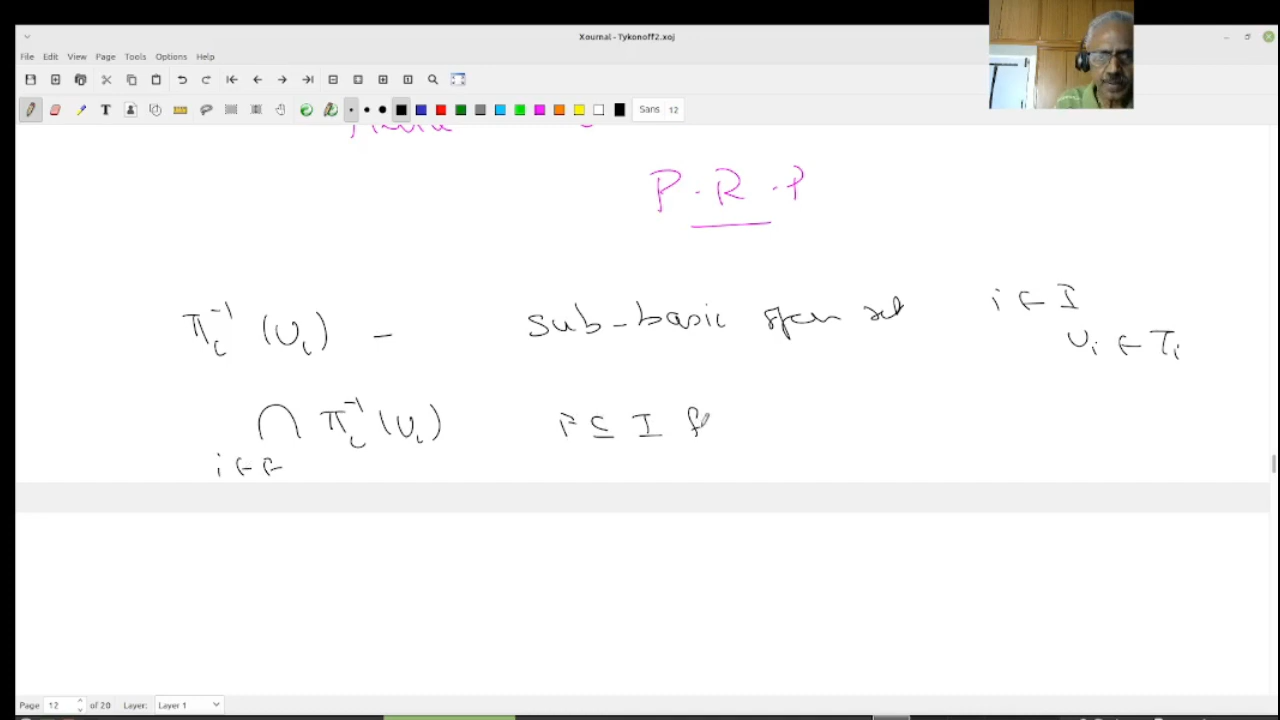 Xournal - Tykonoff2.xoj
File Edit View Page Tools Options Help
Sans 12
P.R.P
π_i^{-1} (U_i) - sub-basic open set i ∈ I
U_i ∈ T_i
∩ π_i^{-1} (U_i) F ⊆ I f
i ∈ F
Page 12 of 20 Layer: Layer 1